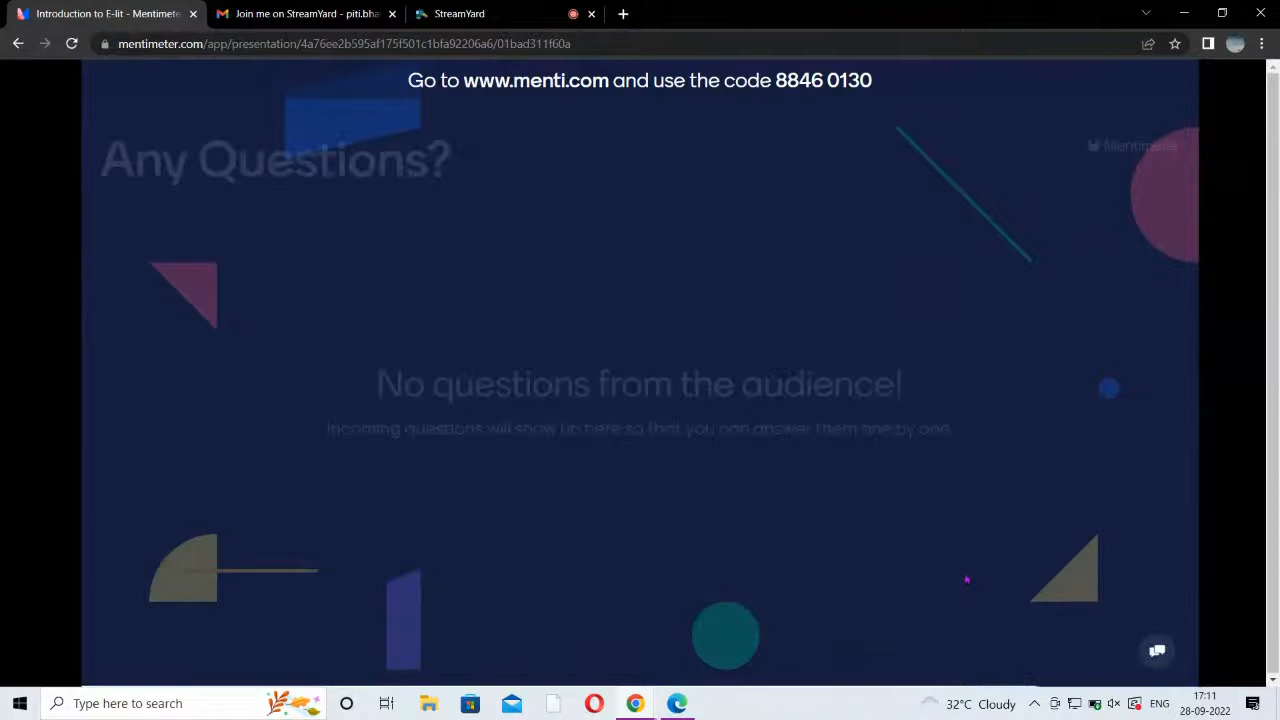 Introduction to E-lit - Mentimete
Join me on StreamYard - piti.bha
StreamYard
mentimeter.com/app/presentation/4a76ee2b595af175f501c1bfa92206a6/01bad311f60a
Go to www.menti.com and use the code 8846 0130
Any Questions?
Mentimeter
No questions from the audience!
Incoming questions will show up here so that you can answer them one by one.
Type here to search
32°C Cloudy
ENG
17:11
28-09-2022